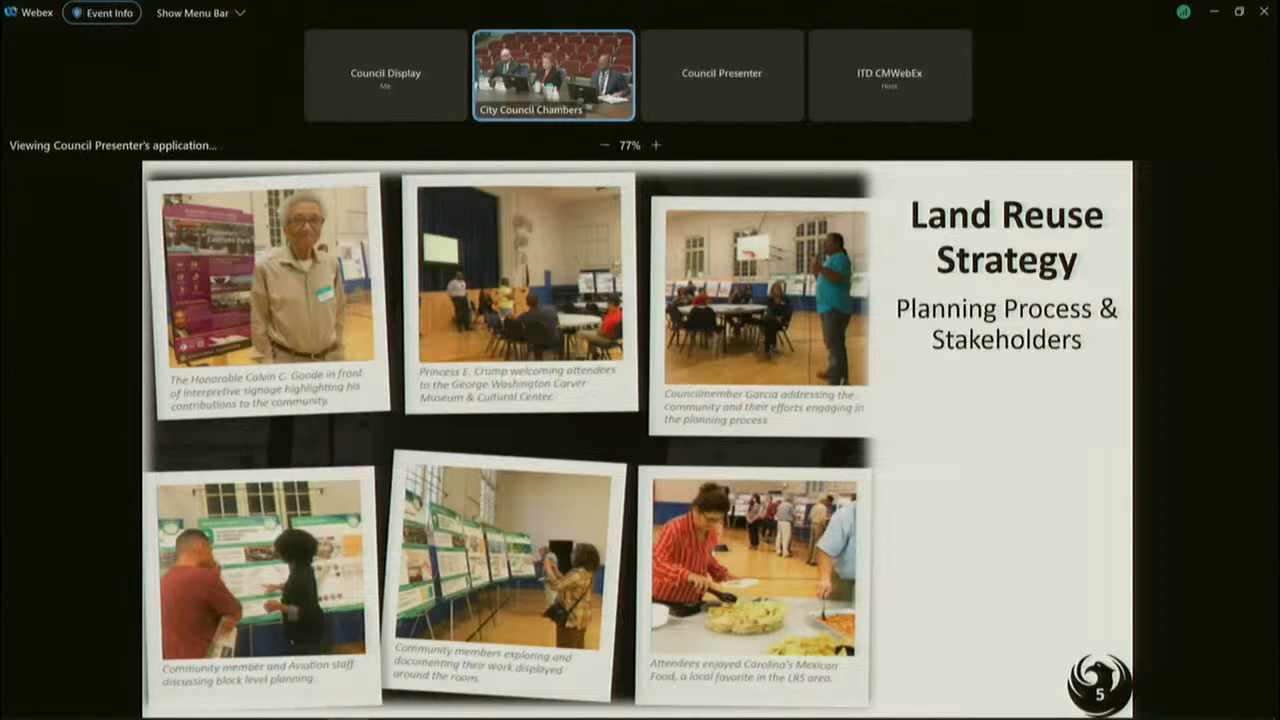 Webex
Event Info
Show Menu Bar
Council Display
Me
City Council Chambers
Council Presenter
ITD CMWebEx
Host
Viewing Council Presenter's application...
77%
The Honorable Calvin C. Goode in front
of interpretive signage highlighting his
contributions to the community.
Princess E. Crump welcoming attendees
to the George Washington Carver
Museum & Cultural Center.
Councilmember Garcia addressing the
community and their efforts engaging in
the planning process
Land Reuse
Strategy
Planning Process &
Stakeholders
Community member and Aviation staff
discussing block level planning.
Community members exploring and
documenting their work displayed
around the room.
Attendees enjoyed Carolina's Mexican
Food, a local favorite in the LRS area.
5